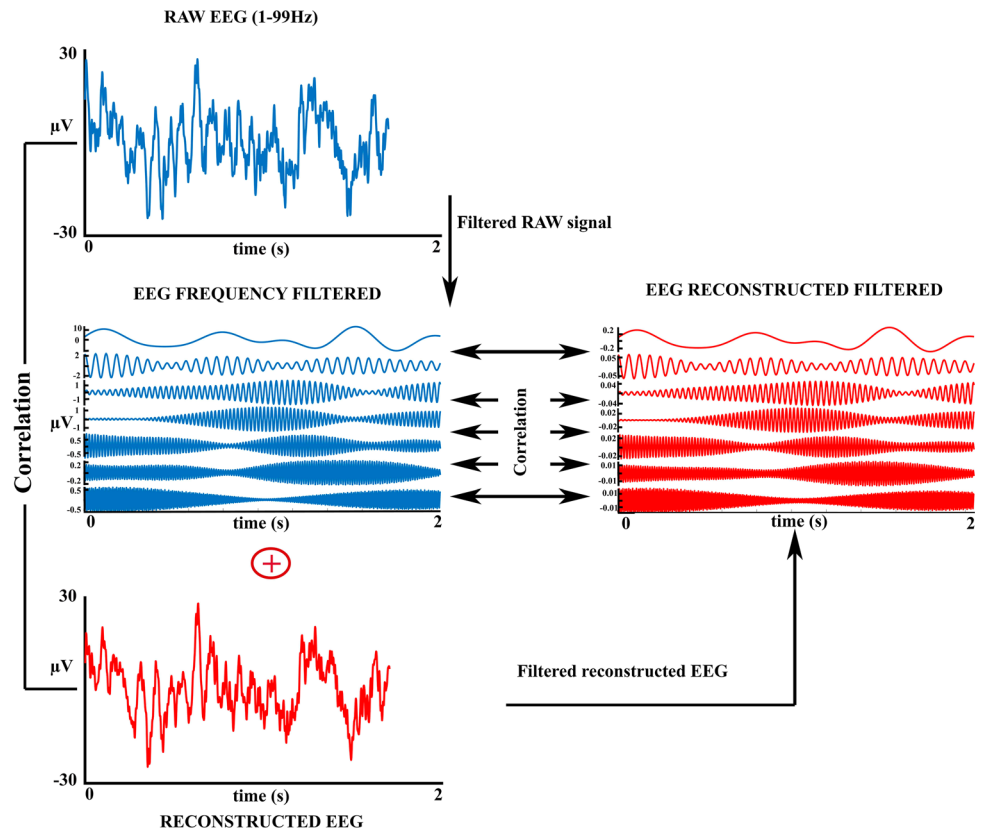 RAW EEG (1-99Hz)
30
µV
-30
0
2
time (s)
Filtered RAW signal
EEG FREQUENCY FILTERED
10
0
2
-2
1
-1
1
µV
-1
0.5
-0.5
0.2
-0.2
0.5
-0.5
0
2
time (s)
Correlation
Correlation
EEG RECONSTRUCTED FILTERED
0.2
-0.2
0.05
-0.05
0.04
-0.04
0.02
-0.02
0.02
-0.02
0.01
-0.01
0.01
-0.01
0
2
time (s)
+
30
µV
-30
0
2
time (s)
RECONSTRUCTED EEG
Filtered reconstructed EEG